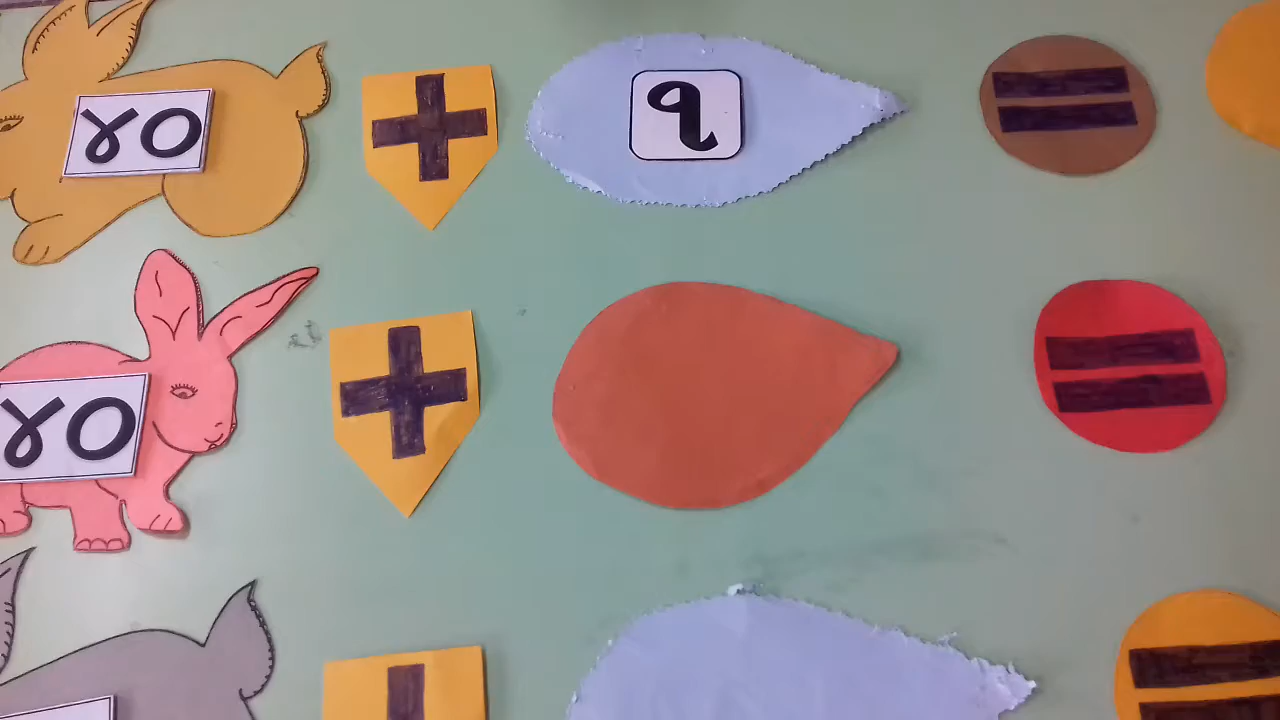 ૪૦ + ૧ =
૪૦ + =
=